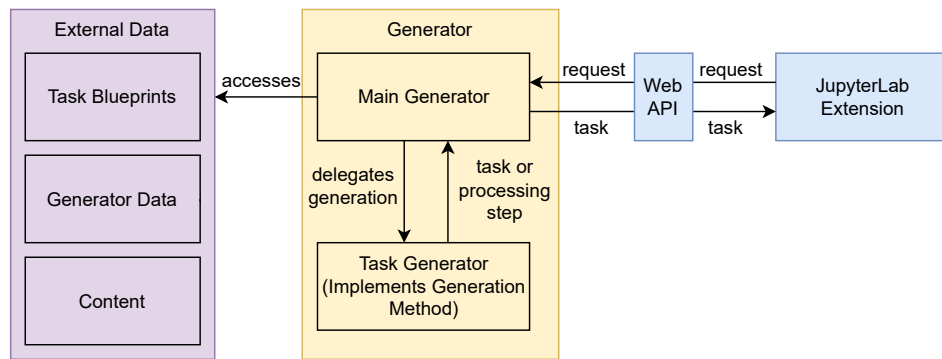 External Data
Task Blueprints
Generator Data
Content
accesses
Generator
Main Generator
delegates
generation
task or
processing
step
Task Generator
(Implements Generation
Method)
request
task
Web
API
request
task
JupyterLab
Extension